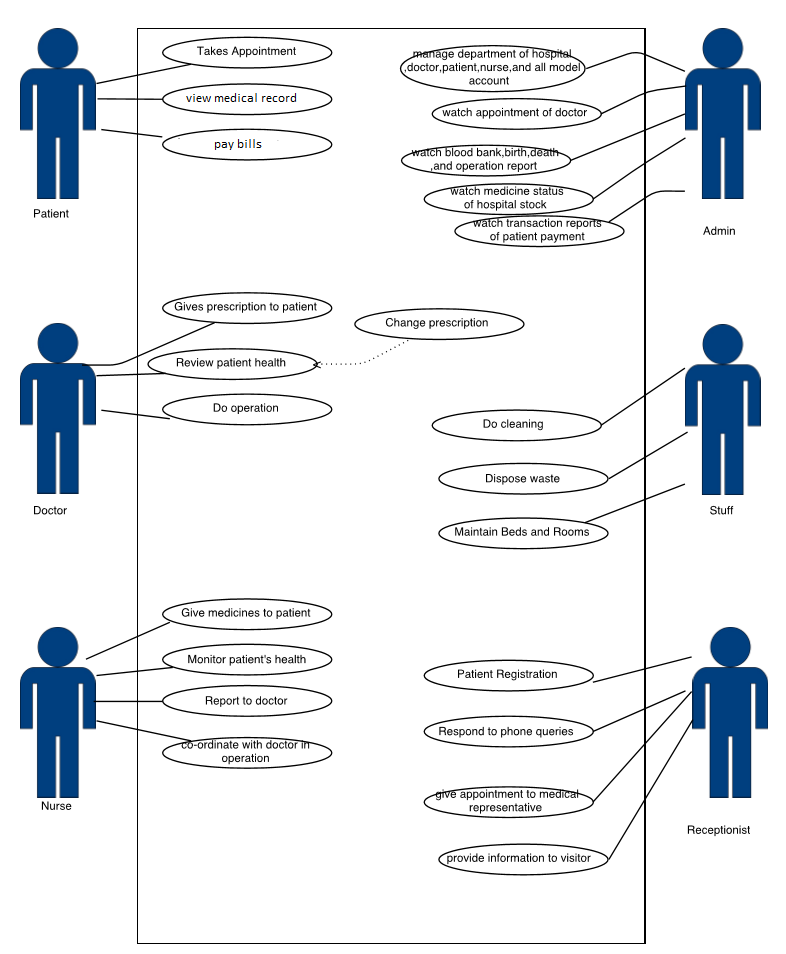 Takes Appointment
view medical record
pay bills
Patient
manage department of hospital
,doctor,patient,nurse,and all model
account
watch appointment of doctor
watch blood bank,birth,death
,and operation report
watch medicine status
of hospital stock
watch transaction reports
of patient payment
Admin
Gives prescription to patient
Change prescription
Review patient health
Do operation
Doctor
Do cleaning
Dispose waste
Maintain Beds and Rooms
Stuff
Give medicines to patient
Monitor patient's health
Report to doctor
co-ordinate with doctor in
operation
Nurse
Patient Registration
Respond to phone queries
give appointment to medical
representative
provide information to visitor
Receptionist